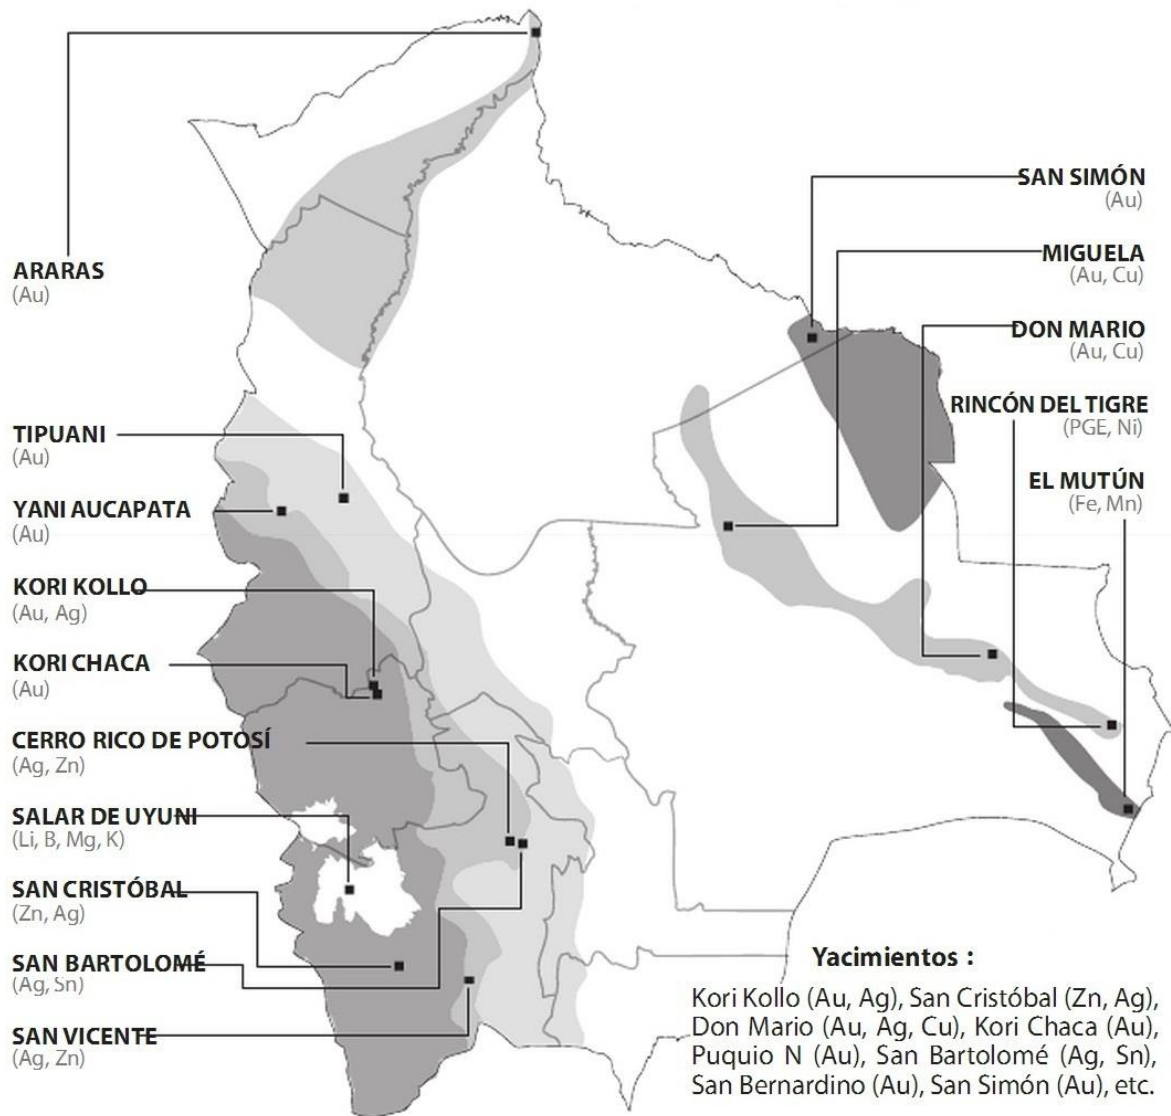 ARARAS
(Au)
TIPUANI
(Au)
YANI AUCAPATA
(Au)
KORI KOLLO
(Au, Ag)
KORI CHACA
(Au)
CERRO RICO DE POTOSÍ
(Ag, Zn)
SALAR DE UYUNI
(Li, B, Mg, K)
SAN CRISTÓBAL
(Zn, Ag)
SAN BARTOLOMÉ
(Ag, Sn)
SAN VICENTE
(Ag, Zn)
SAN SIMÓN
(Au)
MIGUELA
(Au, Cu)
DON MARIO
(Au, Cu)
RINCÓN DEL TIGRE
(PGE, Ni)
EL MUTÚN
(Fe, Mn)
Yacimientos :
Kori Kollo (Au, Ag), San Cristóbal (Zn, Ag),
Don Mario (Au, Ag, Cu), Kori Chaca (Au),
Puquio N (Au), San Bartolomé (Ag, Sn),
San Bernardino (Au), San Simón (Au), etc.